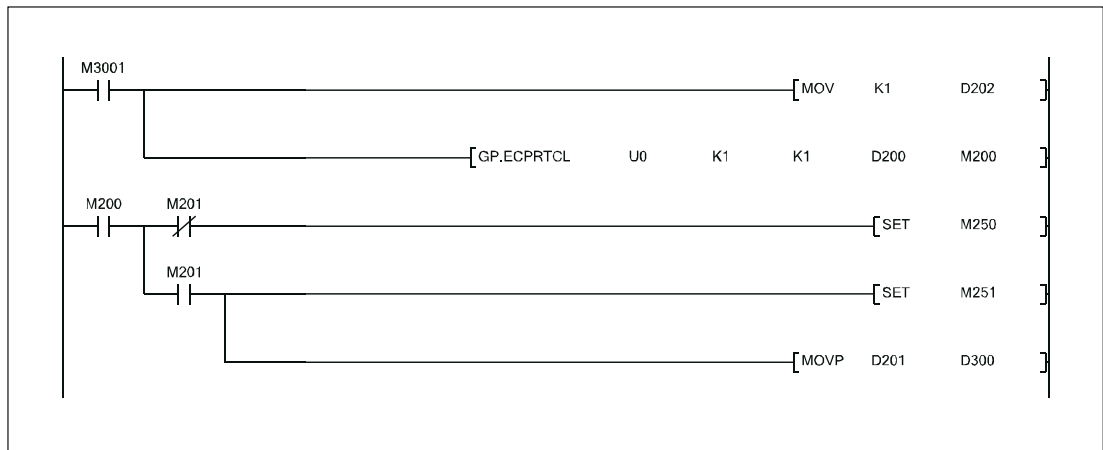 M3001
MOV K1 D202
GP.ECPRTCL U0 K1 K1 D200 M200
M200 M201
SET M250
M201
SET M251
MOVP D201 D300